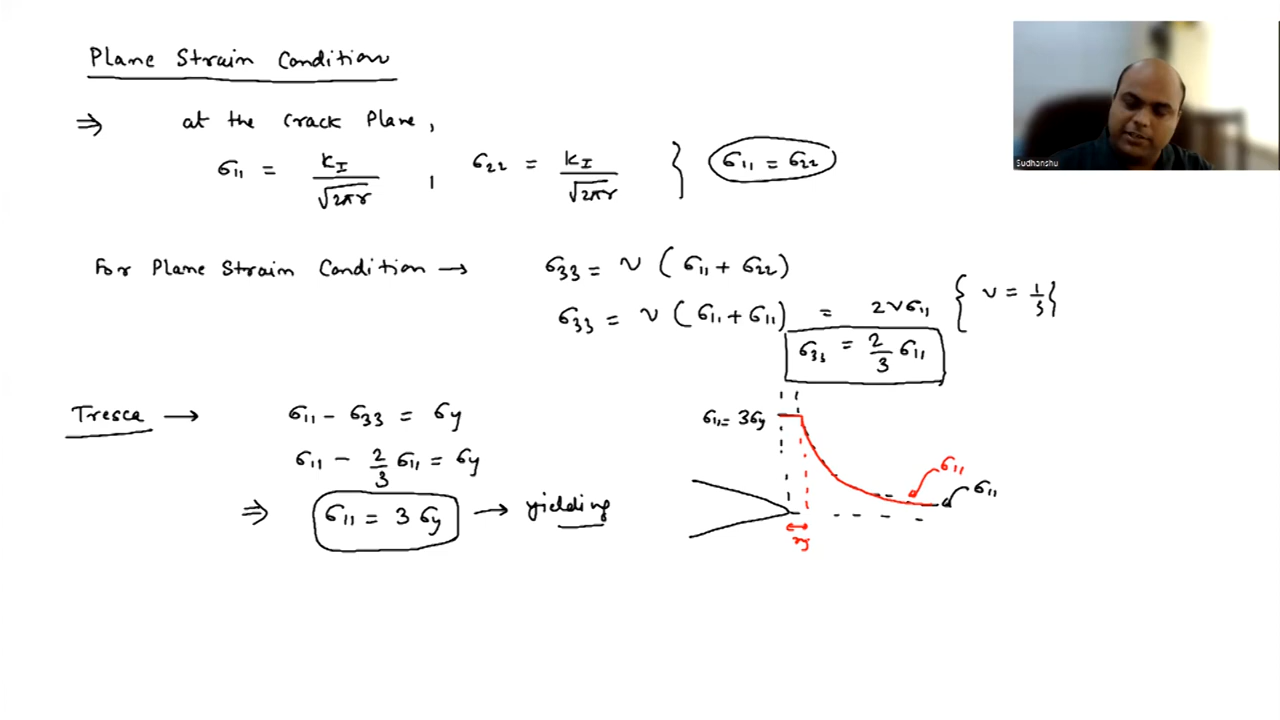 Plane Strain Condition
⇒ at the Crack Plane,
σ11 = KI / √2πr , σ22 = KI / √2πr } σ11 = σ22
Sudhanshu
For Plane Strain Condition → σ33 = ν (σ11 + σ22)
σ33 = ν (σ11 + σ11) = 2νσ11 { ν = 1/3 }
σ33 = 2/3 σ11
Tresca → σ11 - σ33 = σy
σ11 - 2/3 σ11 = σy
⇒ σ11 = 3σy → yielding
σ11 = 3σy
σ11
σ11
ry